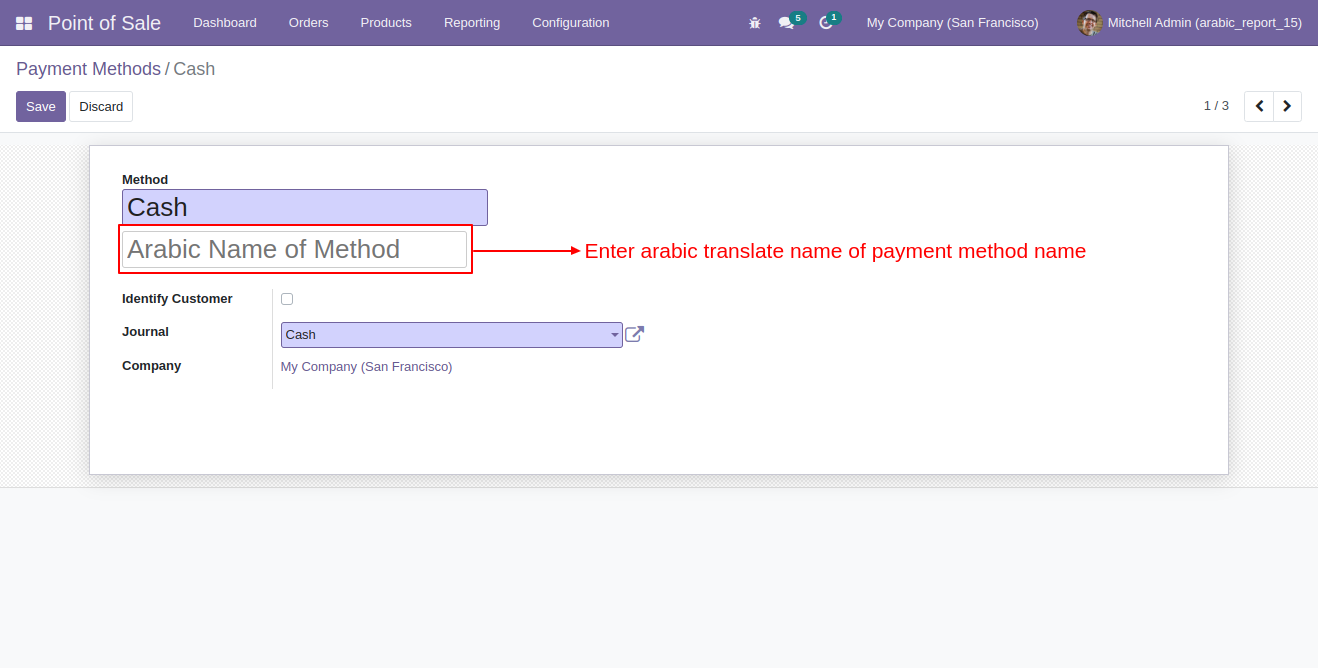 Point of Sale Dashboard Orders Products Reporting Configuration 5 1 My Company (San Francisco) Mitchell Admin (arabic_report_15)
Payment Methods / Cash
Save Discard 1 / 3
Method
Cash
Arabic Name of Method Enter arabic translate name of payment method name
Identify Customer
Journal Cash
Company My Company (San Francisco)